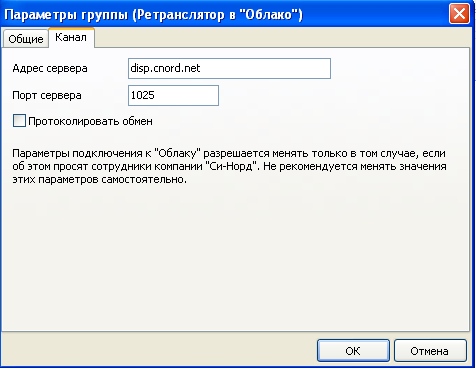 Параметры группы (Ретранслятор в "Облако")
Общие Канал
Адрес сервера disp.cnord.net
Порт сервера 1025
Протоколировать обмен
Параметры подключения к "Облаку" разрешается менять только в том случае, если
об этом просят сотрудники компании "Си-Норд". Не рекомендуется менять значения
этих параметров самостоятельно.
OK Отмена